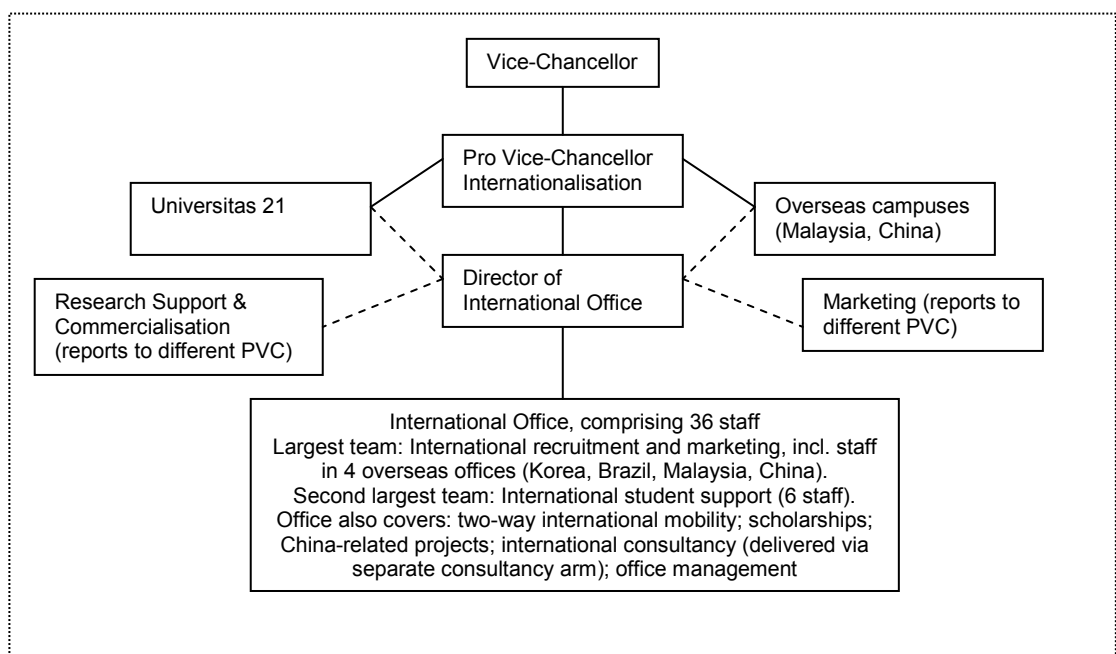 Vice-Chancellor
Pro Vice-Chancellor
Internationalisation
Universitas 21
Overseas campuses
(Malaysia, China)
Director of
International Office
Research Support &
Commercialisation
(reports to different PVC)
Marketing (reports to
different PVC)
International Office, comprising 36 staff
Largest team: International recruitment and marketing, incl. staff
in 4 overseas offices (Korea, Brazil, Malaysia, China).
Second largest team: International student support (6 staff).
Office also covers: two-way international mobility; scholarships;
China-related projects; international consultancy (delivered via
separate consultancy arm); office management